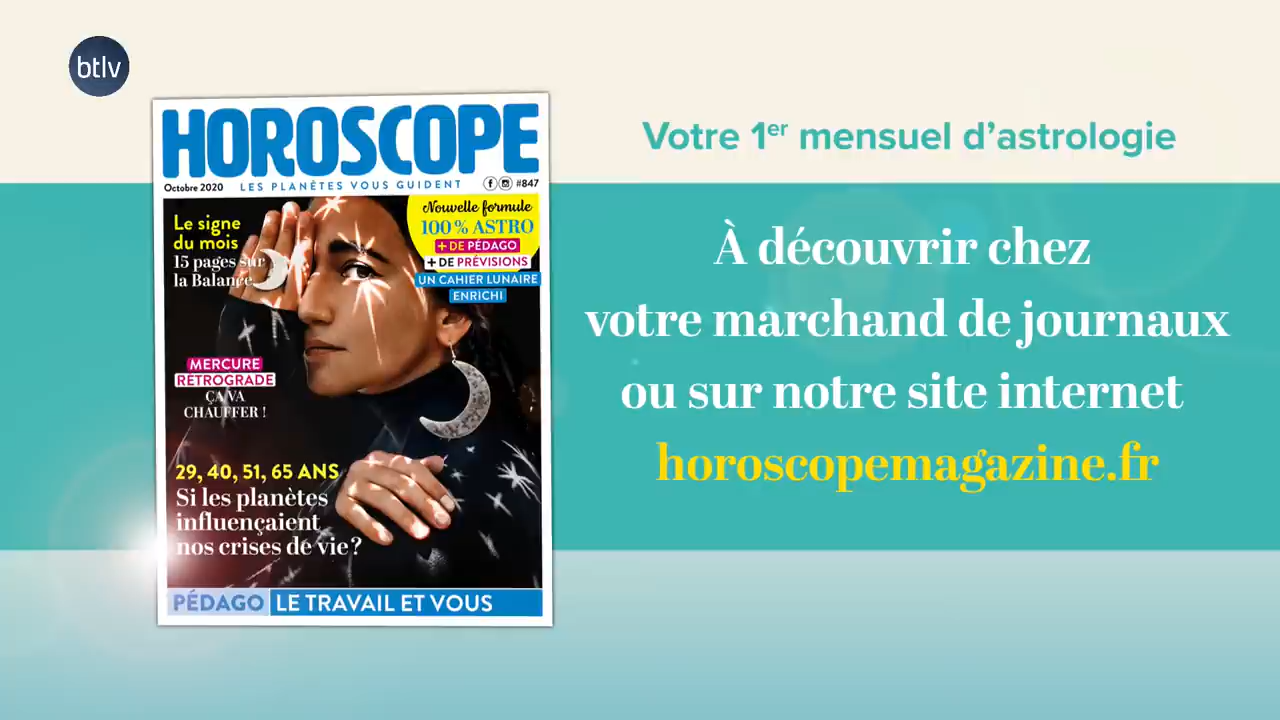 btlv
HOROSCOPE
Octobre 2020
LES PLANÈTES VOUS GUIDENT
#847
Le signe
du mois
15 pages sur
la Balance
Nouvelle formule
100 % ASTRO
+ DE PÉDAGO
+ DE PRÉVISIONS
UN CAHIER LUNAIRE
ENRICHI
MERCURE
RÉTROGRADE
ÇA VA
CHAUFFER !
29, 40, 51, 65 ANS
Si les planètes
influençaient
nos crises de vie ?
PÉDAGO LE TRAVAIL ET VOUS
Votre 1er mensuel d’astrologie
À découvrir chez
votre marchand de journaux
ou sur notre site internet
horoscopemagazine.fr